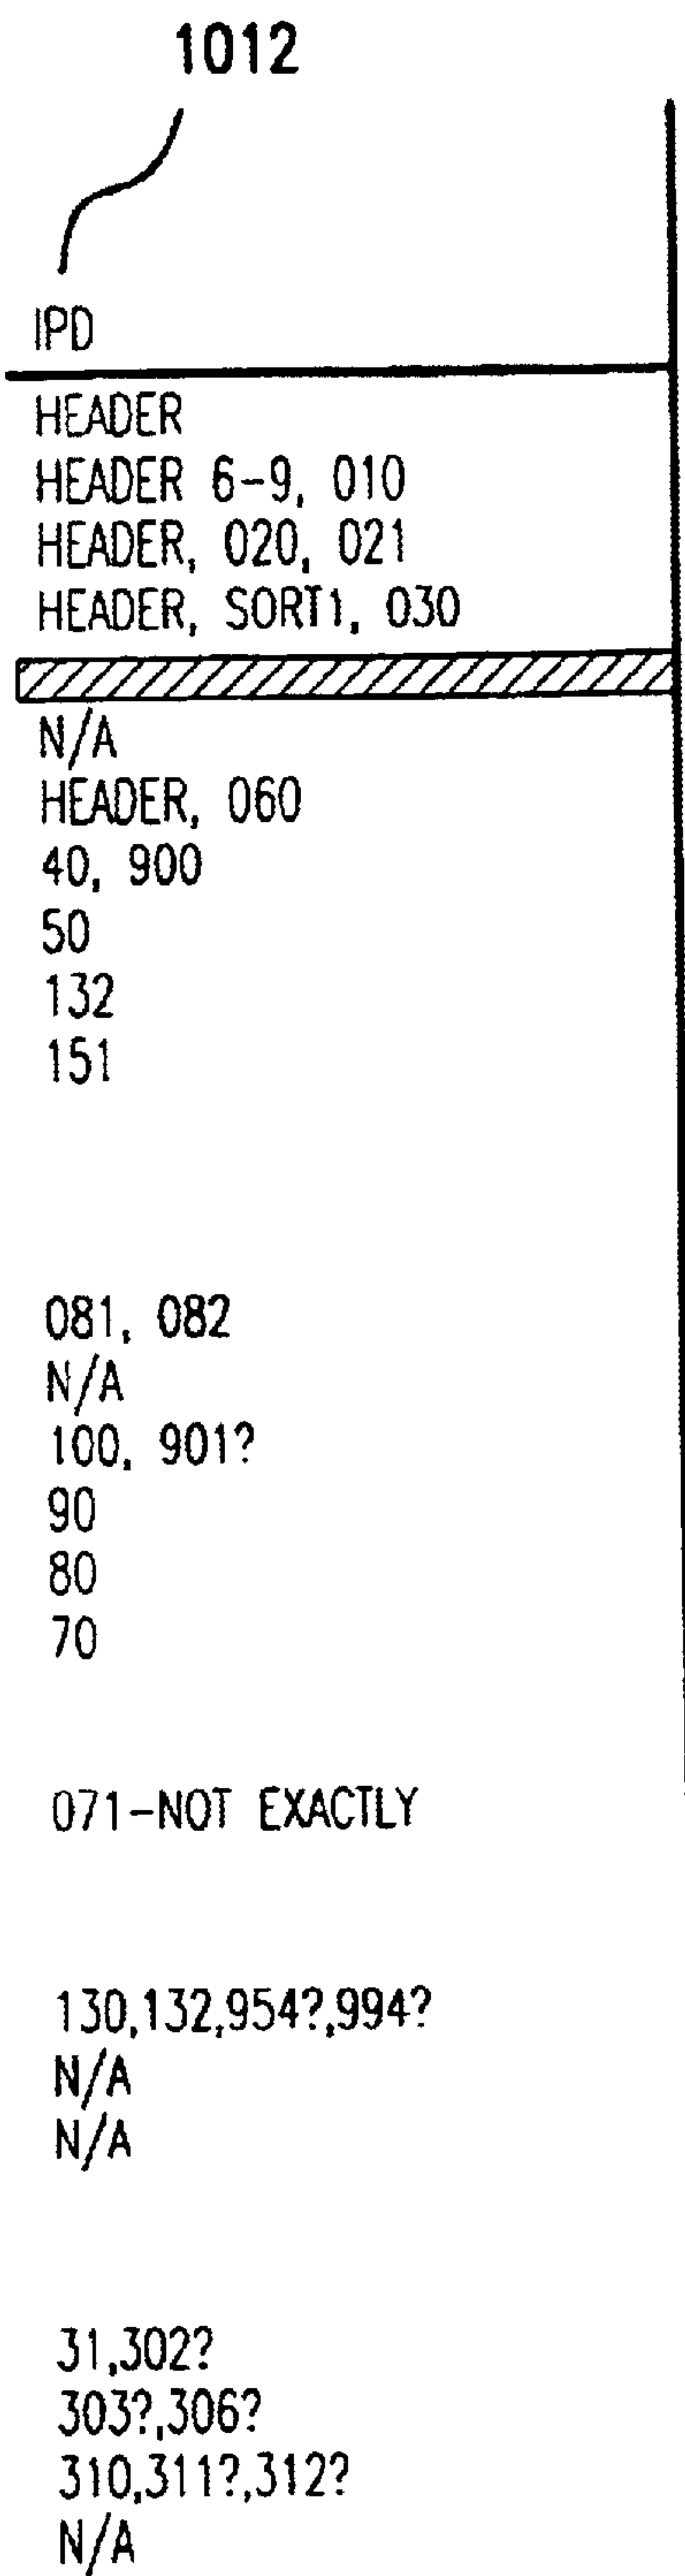 1012
IPD
HEADER
HEADER 6-9, 010
HEADER, 020, 021
HEADER, SORT1, 030
N/A
HEADER, 060
40, 900
50
132
151
081, 082
N/A
100, 901?
90
80
70
071-NOT EXACTLY
130,132,954?,994?
N/A
N/A
31,302?
303?,306?
310,311?,312?
N/A